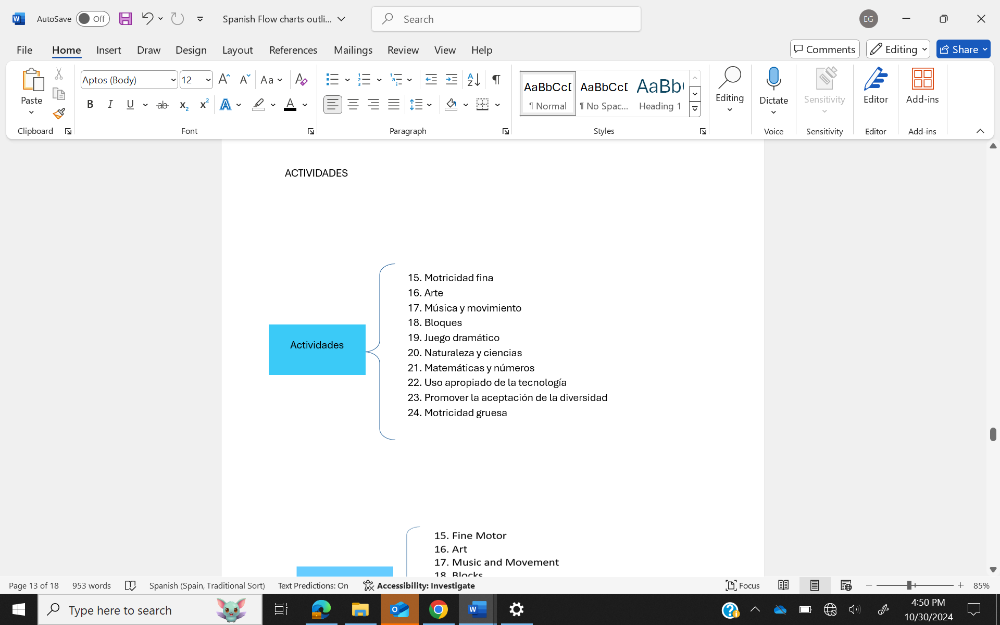 AutoSave Off Spanish Flow charts outli... Search EG
File Home Insert Draw Design Layout References Mailings Review View Help Comments Editing Share
Paste Aptos (Body) 12 Aa
AaBbCcD AaBbCcD AaBb(
¶ Normal ¶ No Spac... Heading 1
Editing Dictate Sensitivity Editor Add-ins
Clipboard Font Paragraph Styles Voice Sensitivity Editor Add-ins
ACTIVIDADES
Actividades
15. Motricidad fina
16. Arte
17. Música y movimiento
18. Bloques
19. Juego dramático
20. Naturaleza y ciencias
21. Matemáticas y números
22. Uso apropiado de la tecnología
23. Promover la aceptación de la diversidad
24. Motricidad gruesa
15. Fine Motor
16. Art
17. Music and Movement
18. Blocks
Page 13 of 18 953 words Spanish (Spain, Traditional Sort) Text Predictions: On Accessibility: Investigate Focus 85%
Type here to search
4:50 PM
10/30/2024